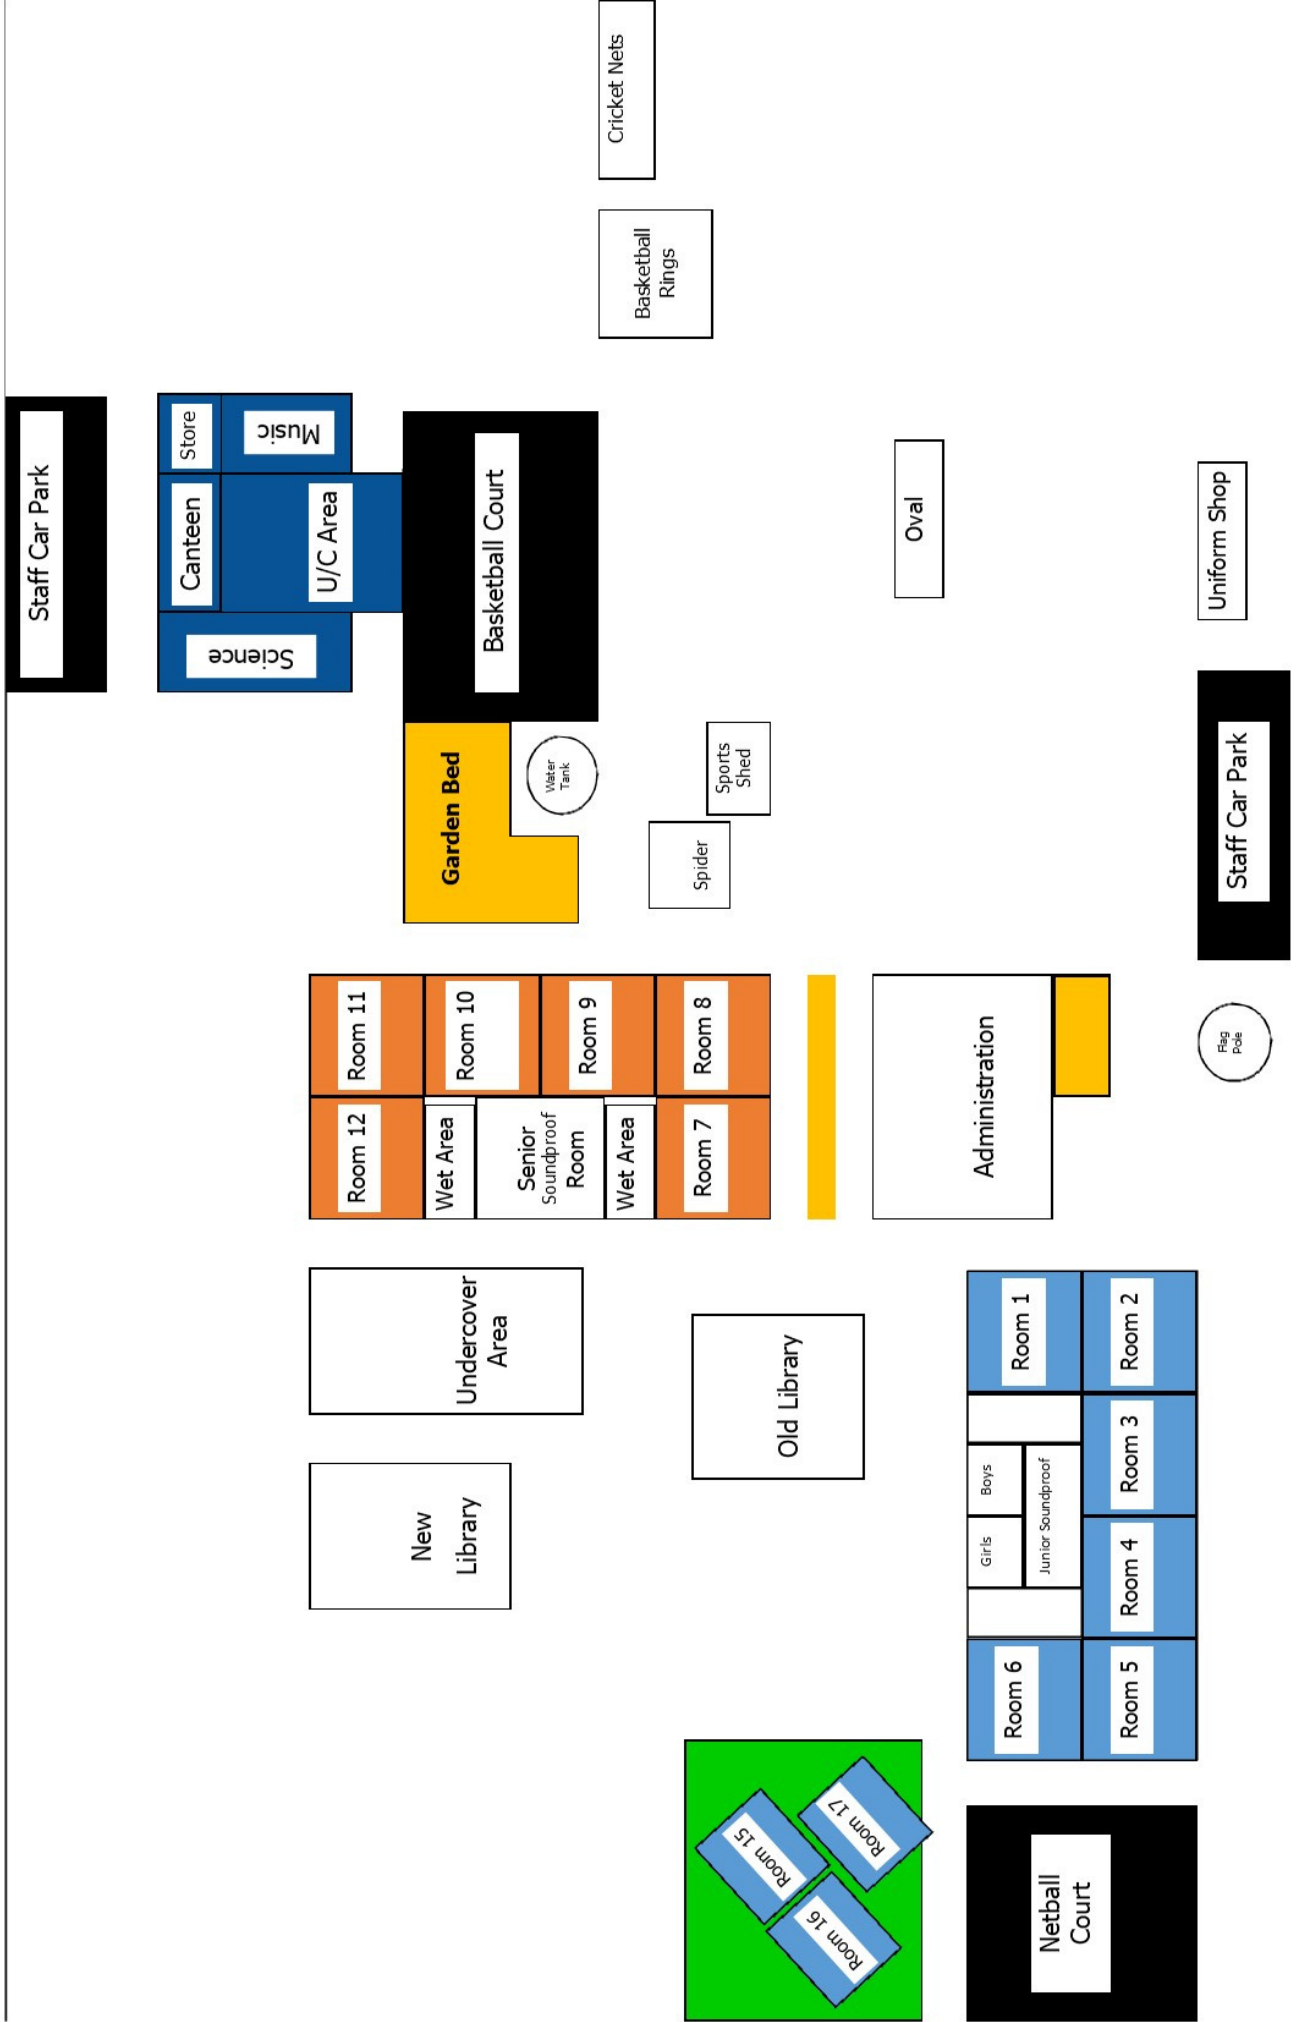 Staff Car Park
Store
Music
Canteen
U/C Area
Science
Basketball Court
Cricket Nets
Basketball
Rings
Garden Bed
Water
Tank
Sports
Shed
Spider
Oval
Uniform Shop
Staff Car Park
Flag
Pole
Room 11
Room 10
Room 9
Room 8
Room 12
Wet Area
Senior
Soundproof
Room
Wet Area
Room 7
Administration
Undercover
Area
New
Library
Old Library
Room 1
Room 2
Boys
Girls
Junior Soundproof
Room 3
Room 4
Room 6
Room 5
Room 15
Room 17
Room 16
Netball
Court